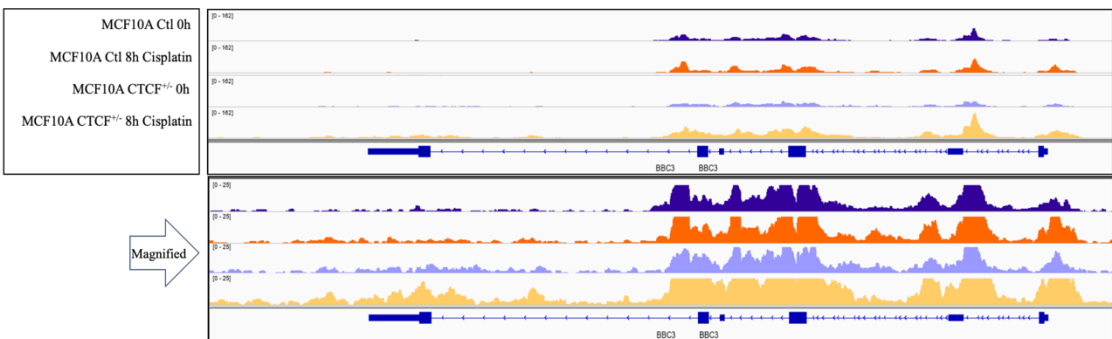 MCF10A Ctl 0h
[0 - 162]
MCF10A Ctl 8h Cisplatin
[0 - 162]
MCF10A CTCF+/- 0h
[0 - 162]
MCF10A CTCF+/- 8h Cisplatin
[0 - 162]
BBC3 BBC3
Magnified
[0 - 25]
[0 - 25]
[0 - 25]
[0 - 25]
BBC3 BBC3